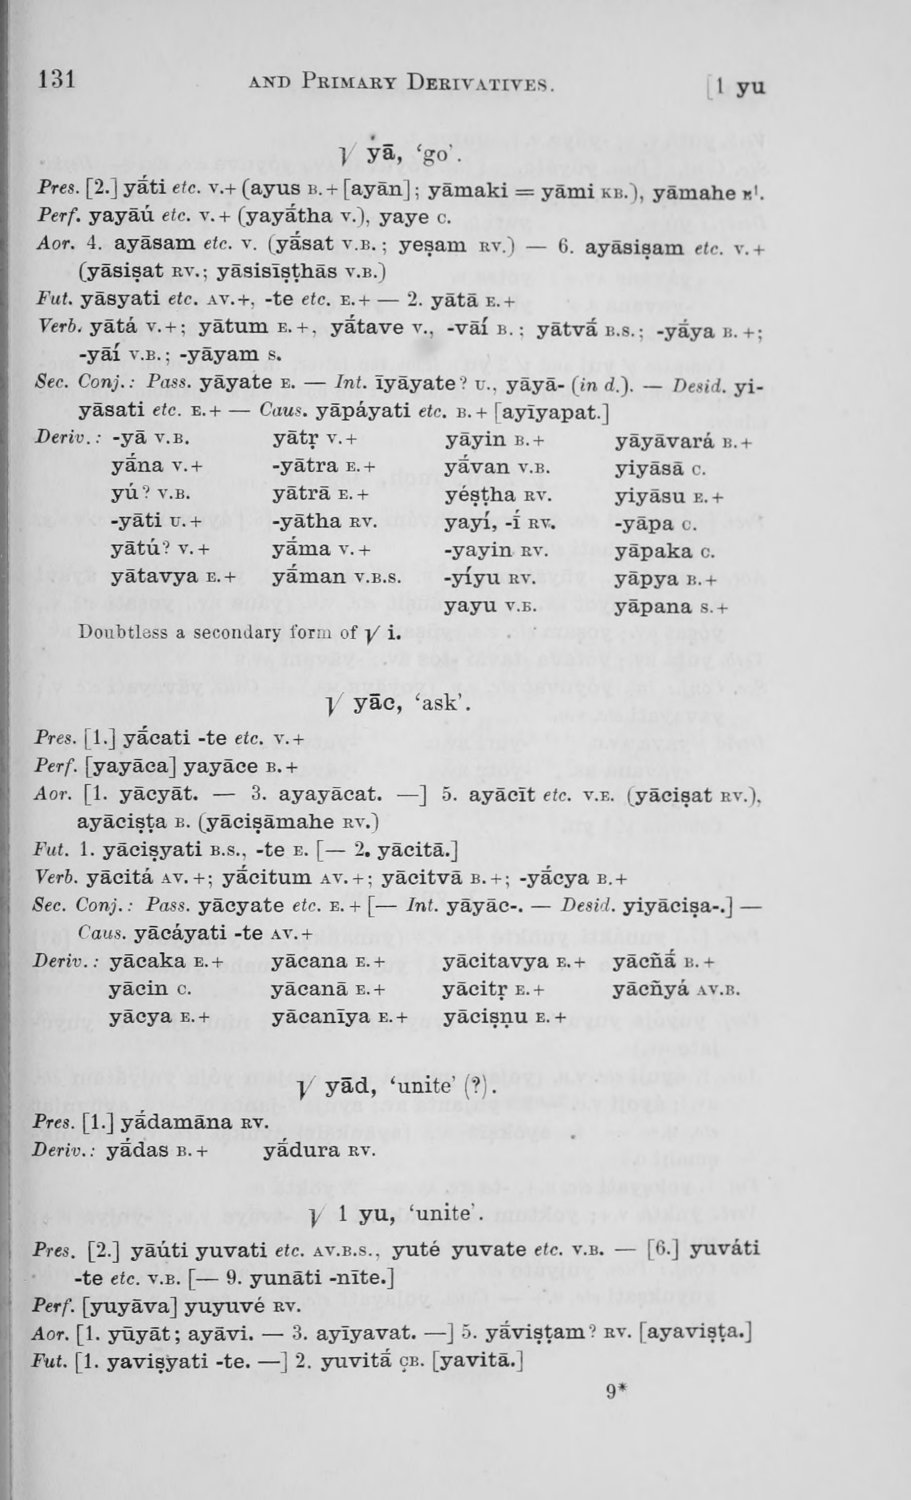 131 AND PRIMARY DERIVATIVES. [1 yu
√ yā, ‘go’.
Pres. [2.] yā́ti etc. V.+ (ayus B.+ [ayān]; yāmaki = yāmi KB.), yāmahe E¹.
Perf. yayāú etc. V.+ (yayā́tha V.), yaye C.
Aor. 4. ayāsam etc. V. (yā́sat V.B.; yeṣam RV.) — 6. ayāsiṣam etc. V.+
(yāsiṣat RV.; yāsisīṣṭhās V.B.)
Fut. yāsyati etc. AV.+, -te etc. E.+ — 2. yātā E.+
Verb. yātá V.+; yātum E.+, yā́tave V., -vāí B.; yātvā́ B.S.; -yā́ya B.+;
-yāí V.B.; -yāyam S.
Sec. Conj.: Pass. yāyate E. — Int. īyāyate? U., yāyā- (in d.). — Desid. yi-
yāsati etc. E.+ — Caus. yāpáyati etc. B.+ [ayīyapat.]
Deriv.: -yā V.B. yātṛ V.+ yāyin B.+ yāyāvará B.+
yā́na V.+ -yātra E.+ yā́van V.B. yiyāsā C.
yú? V.B. yātrā E.+ yéṣṭha RV. yiyāsu E.+
-yāti U.+ -yātha RV. yayí, -ī́ RV. -yāpa C.
yātú? V.+ yā́ma V.+ -yayin RV. yāpaka C.
yātavya E.+ yā́man V.B.S. -yíyu RV. yāpya B.+
yayu V.B. yāpana S.+
Doubtless a secondary form of √ i.
√ yāc, ‘ask’.
Pres. [1.] yā́cati -te etc. V.+
Perf. [yayāca] yayāce B.+
Aor. [1. yācyāt. — 3. ayayācat. —] 5. ayācīt etc. V.B. (yāciṣat RV.),
ayāciṣṭa B. (yāciṣāmahe RV.)
Fut. 1. yāciṣyati B.S., -te E. [— 2. yācitā.]
Verb. yācitá AV.+; yā́citum AV.+; yācitvā B.+; -yā́cya B.+
Sec. Conj.: Pass. yācyate etc. E.+ [— Int. yāyāc-. — Desid. yiyāciṣa-.] —
Caus. yācáyati -te AV.+
Deriv.: yācaka E.+ yācana E.+ yācitavya E.+ yācñā́ B.+
yācin C. yācanā E.+ yācitṛ E.+ yācñyá AV.B.
yācya E.+ yācanīya E.+ yāciṣṇu E.+
√ yād, ‘unite’ (?).
Pres. [1.] yā́damāna RV.
Deriv.: yā́das B.+ yā́dura RV.
√ 1 yu, ‘unite’.
Pres. [2.] yāúti yuvati etc. AV.B.S., yuté yuvate etc. V.B. — [6.] yuváti
-te etc. V.B. [— 9. yunāti -nīte.]
Perf. [yuyāva] yuyuvé RV.
Aor. [1. yūyāt; ayāvi. — 3. ayīyavat. —] 5. yā́viṣṭam? RV. [ayaviṣṭa.]
Fut. [1. yaviṣyati -te. —] 2. yuvitā́ ÇB. [yavitā.]
9*